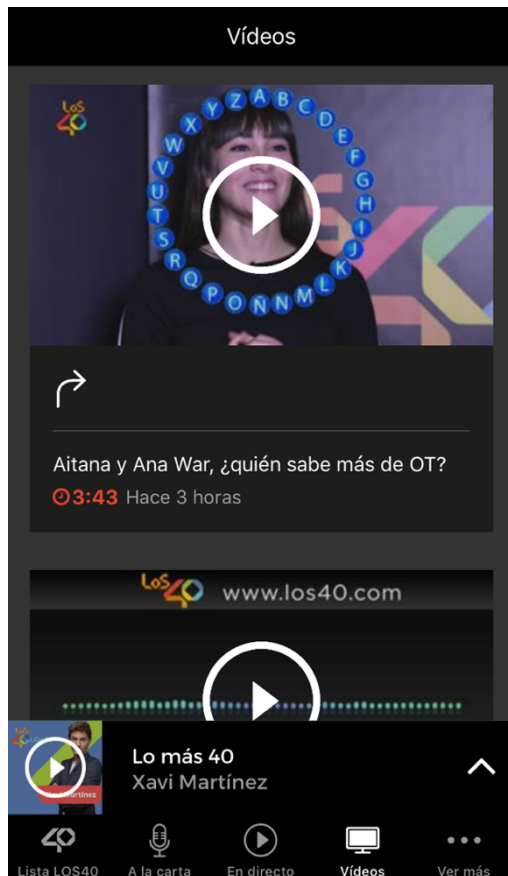 Vídeos
LOS
40
A B C D E F G H I J K L M N Ñ O P Q R S T U V W X Y Z
Aitana y Ana War, ¿quién sabe más de OT?
3:43 Hace 3 horas
LOS40 www.los40.com
Lo más 40
Xavi Martínez
40 Lista LOS40
A la carta
En directo
Vídeos
Ver más